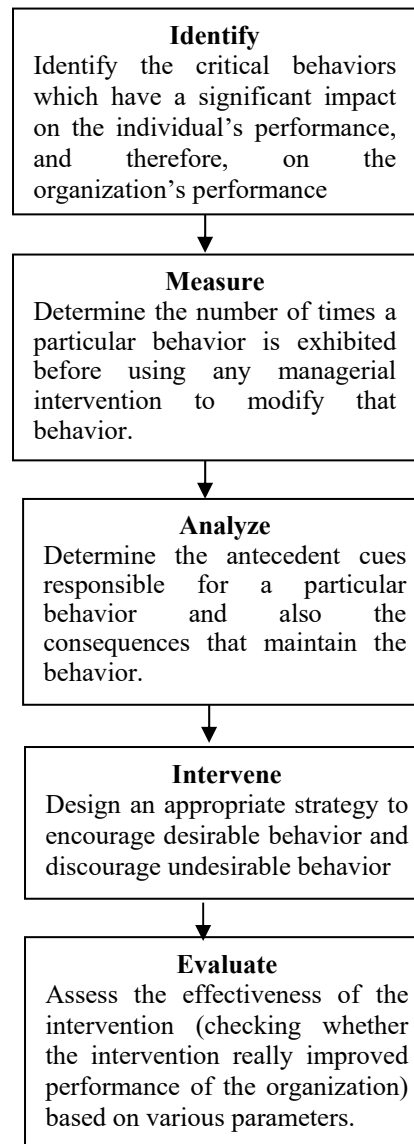 Identify
Identify the critical behaviors
which have a significant impact
on the individual's performance,
and therefore, on the
organization's performance
Measure
Determine the number of times a
particular behavior is exhibited
before using any managerial
intervention to modify that
behavior.
Analyze
Determine the antecedent cues
responsible for a particular
behavior and also the
consequences that maintain the
behavior.
Intervene
Design an appropriate strategy to
encourage desirable behavior and
discourage undesirable behavior
Evaluate
Assess the effectiveness of the
intervention (checking whether
the intervention really improved
performance of the organization)
based on various parameters.